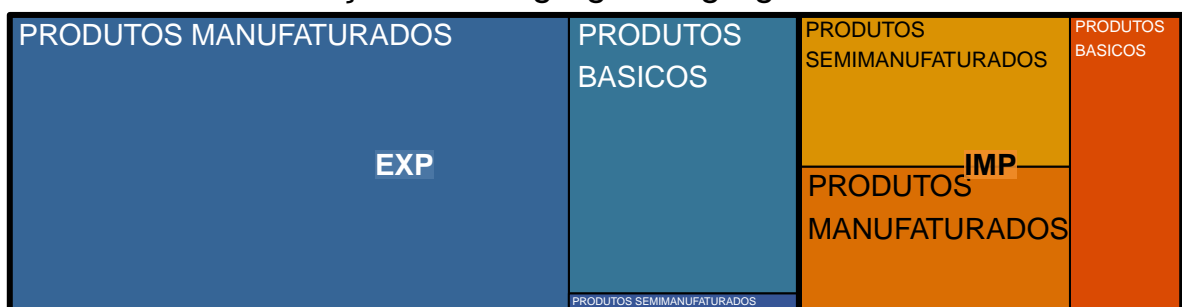 PRODUTOS MANUFATURADOS
EXP
PRODUTOS
BASICOS
PRODUTOS SEMIMANUFATURADOS
PRODUTOS
SEMIMANUFATURADOS
IMP
PRODUTOS
MANUFATURADOS
PRODUTOS
BASICOS